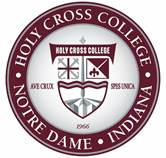 HOLY CROSS COLLEGE
HOLY CROSS COLLEGE
AVE CRUX
SPES UNICA
1966
NOTRE DAME • INDIANA